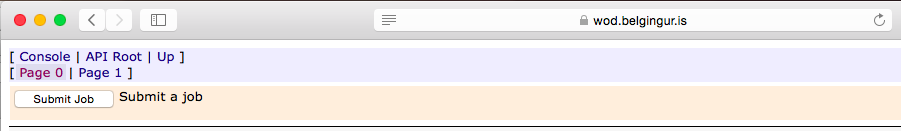 wod.belgingur.is
[ Console | API Root | Up ]
[ Page 0 | Page 1 ]
Submit Job Submit a job